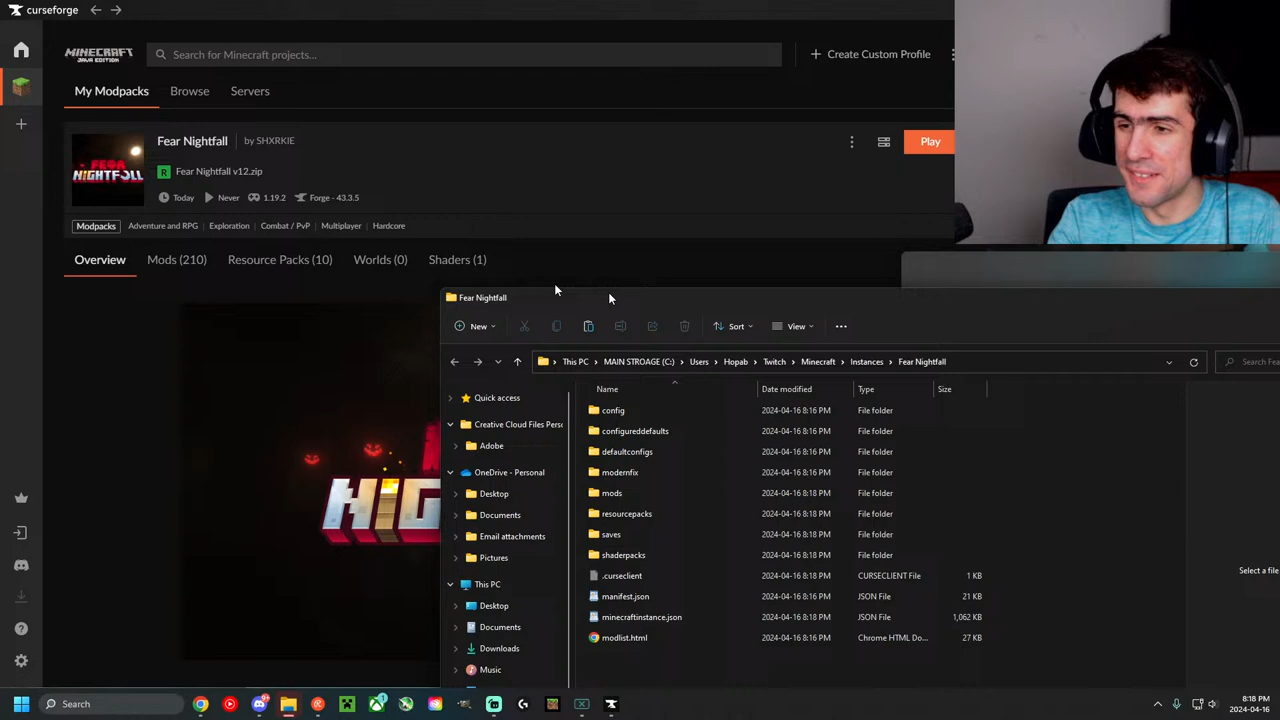 curseforge
MINECRAFT
JAVA EDITION
Search for Minecraft projects...
Create Custom Profile
My Modpacks Browse Servers
FEAR
NIGHTFALL
Fear Nightfall by SHXRKIE
Play
R Fear Nightfall v12.zip
Today Never 1.19.2 Forge - 43.3.5
Modpacks Adventure and RPG Exploration Combat / PvP Multiplayer Hardcore
Overview Mods (210) Resource Packs (10) Worlds (0) Shaders (1)
Fear Nightfall
New Sort View
This PC > MAIN STROAGE (C:) > Users > Hopab > Twitch > Minecraft > Instances > Fear Nightfall
Search Fea
Name Date modified Type Size
Quick access
Creative Cloud Files Perso
Adobe
OneDrive - Personal
Desktop
Documents
Email attachments
Pictures
This PC
Desktop
Documents
Downloads
Music
config 2024-04-16 8:16 PM File folder
configureddefaults 2024-04-16 8:16 PM File folder
defaultconfigs 2024-04-16 8:16 PM File folder
modernfix 2024-04-16 8:16 PM File folder
mods 2024-04-16 8:18 PM File folder
resourcepacks 2024-04-16 8:18 PM File folder
saves 2024-04-16 8:18 PM File folder
shaderpacks 2024-04-16 8:18 PM File folder
.curseclient 2024-04-16 8:18 PM CURSECLIENT File 1 KB
manifest.json 2024-04-16 8:16 PM JSON File 21 KB
minecraftinstance.json 2024-04-16 8:18 PM JSON File 1,062 KB
modlist.html 2024-04-16 8:16 PM Chrome HTML Do... 27 KB
Select a file
NIG
Search
8:18 PM
2024-04-16